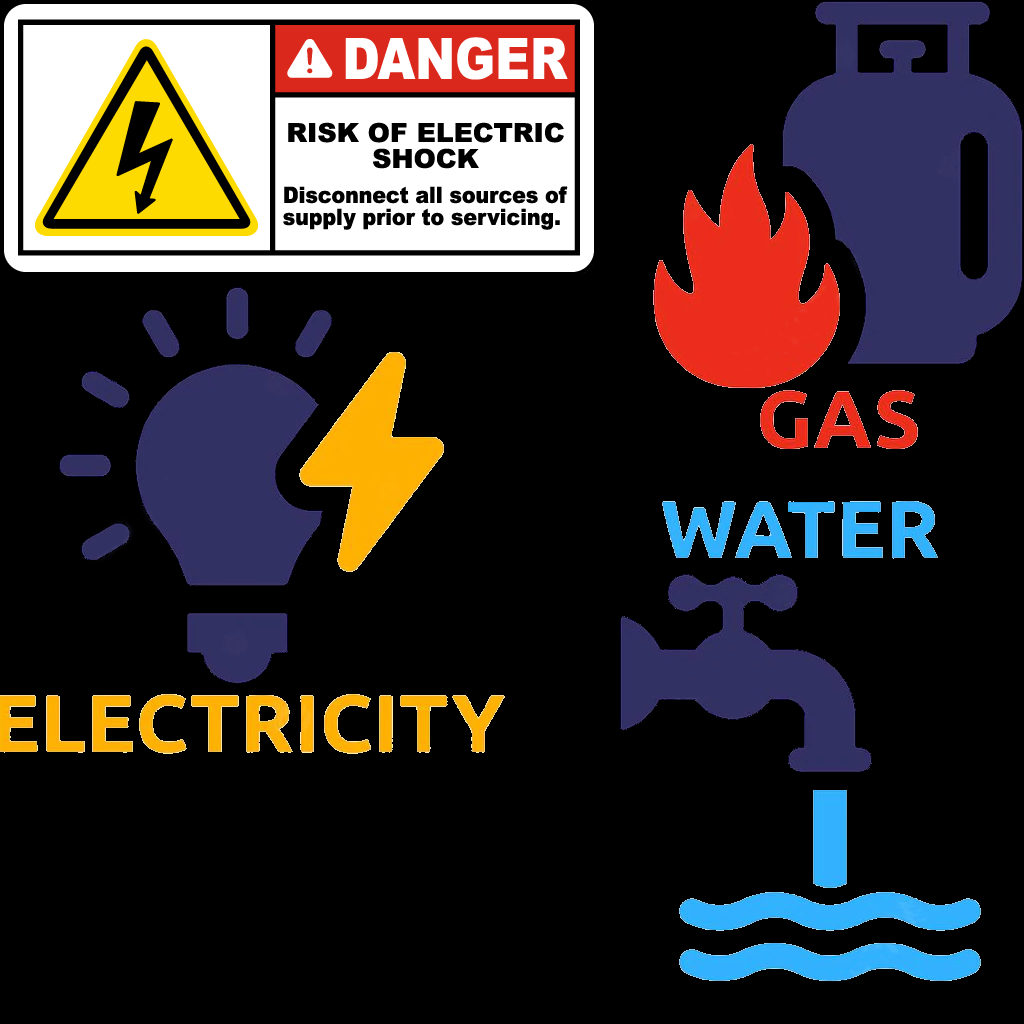 DANGER
RISK OF ELECTRIC
SHOCK
Disconnect all sources of
supply prior to servicing.
GAS
WATER
ELECTRICITY